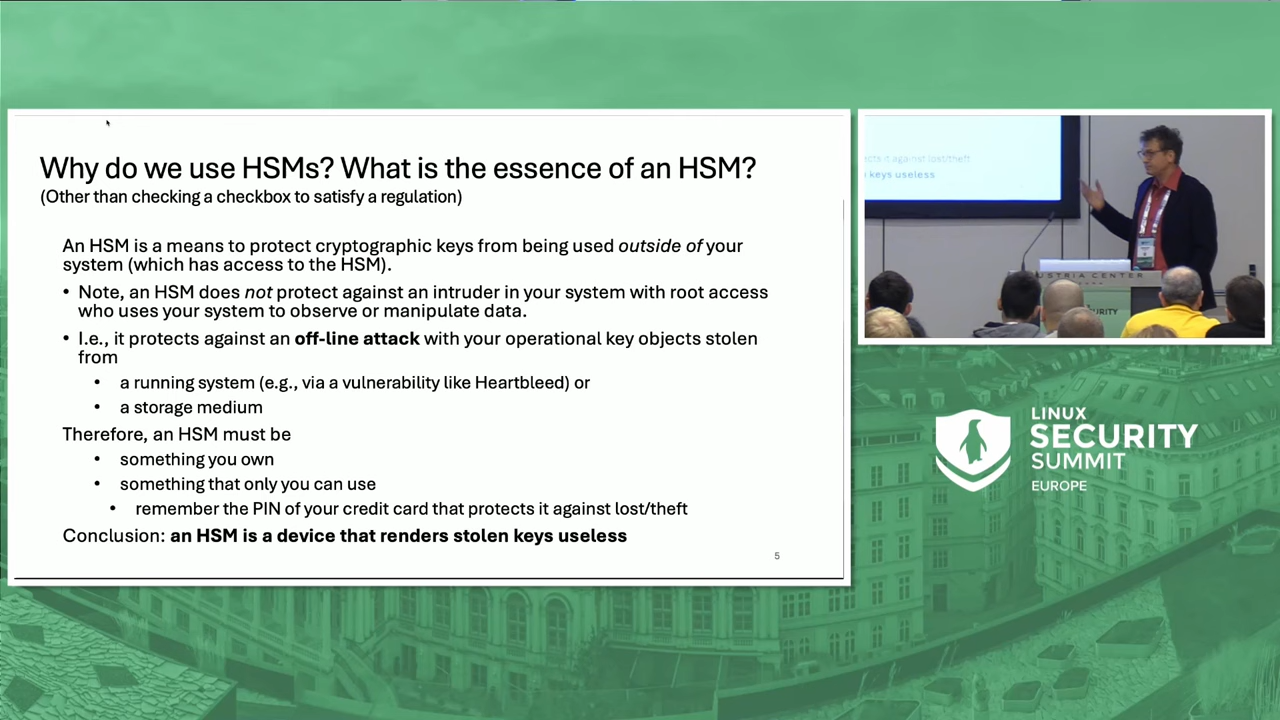 Why do we use HSMs? What is the essence of an HSM?
(Other than checking a checkbox to satisfy a regulation)
An HSM is a means to protect cryptographic keys from being used outside of your
system (which has access to the HSM).
• Note, an HSM does not protect against an intruder in your system with root access
who uses your system to observe or manipulate data.
• I.e., it protects against an off-line attack with your operational key objects stolen
from
• a running system (e.g., via a vulnerability like Heartbleed) or
• a storage medium
Therefore, an HSM must be
• something you own
• something that only you can use
• remember the PIN of your credit card that protects it against lost/theft
Conclusion: an HSM is a device that renders stolen keys useless
5
it against lost/theft
keys useless
USTRIA CENTER
LINUX
SECURITY
SUMMIT
EUROPE